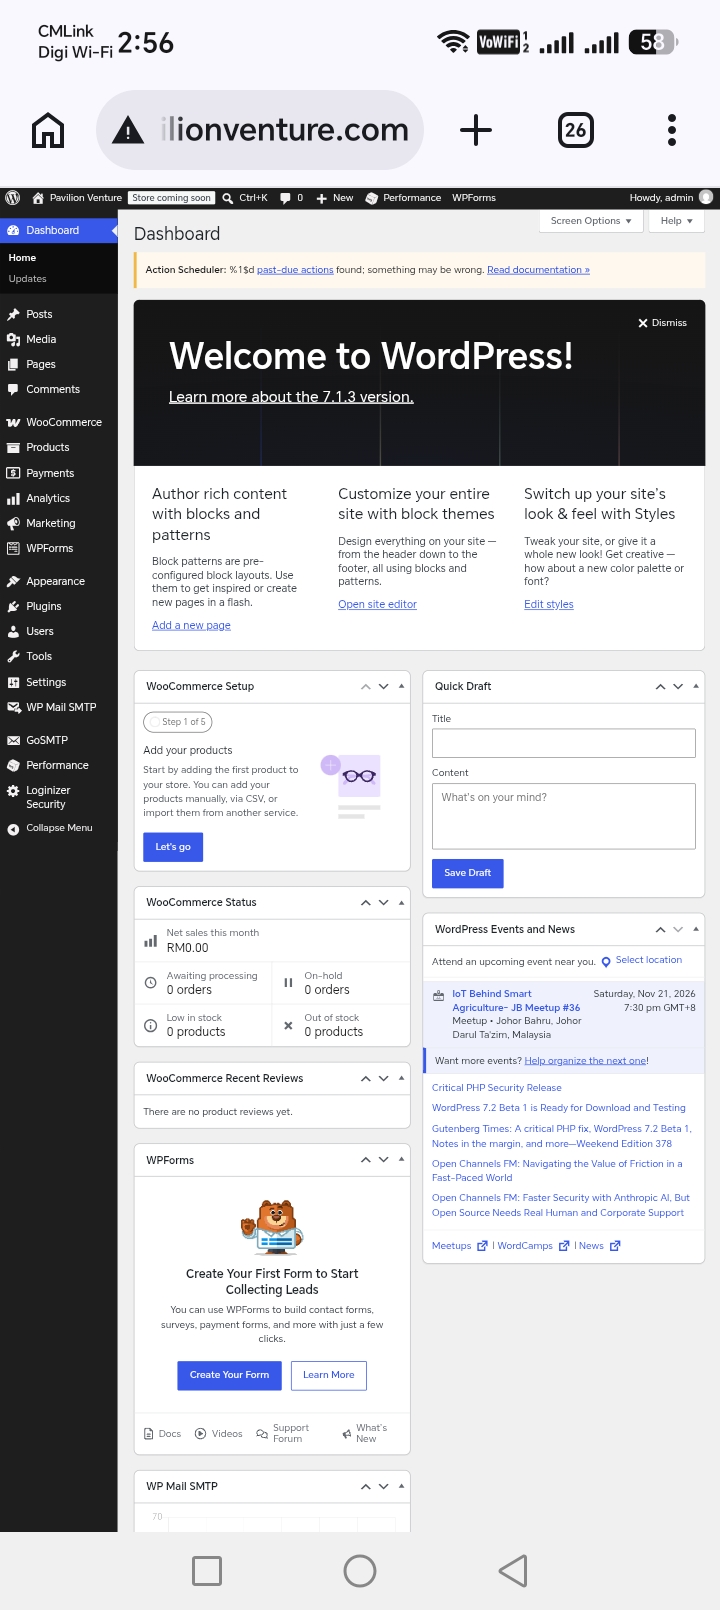 CMLink
Digi Wi-Fi
2:56
VoWiFi 1 2
58
ilionventure.com
26
Pavilion Venture
Store coming soon
Ctrl+K
0
New
Performance
WPForms
Howdy, admin
Dashboard
Home
Updates
Posts
Media
Pages
Comments
WooCommerce
Products
Payments
Analytics
Marketing
WPForms
Appearance
Plugins
Users
Tools
Settings
WP Mail SMTP
GoSMTP
Performance
Loginizer
Security
Collapse Menu
Screen Options
Help
Dashboard
Action Scheduler: %1$d past-due actions found; something may be wrong. Read documentation »
Dismiss
Welcome to WordPress!
Learn more about the 7.1.3 version.
Author rich content
with blocks and
patterns
Block patterns are pre-
configured block layouts. Use
them to get inspired or create
new pages in a flash.
Add a new page
Customize your entire
site with block themes
Design everything on your site —
from the header down to the
footer, all using blocks and
patterns.
Open site editor
Switch up your site's
look & feel with Styles
Tweak your site, or give it a
whole new look! Get creative —
how about a new color palette or
font?
Edit styles
WooCommerce Setup
Step 1 of 5
Add your products
Start by adding the first product to
your store. You can add your
products manually, via CSV, or
import them from another service.
Let's go
WooCommerce Status
Net sales this month
RM0.00
Awaiting processing
0 orders
On-hold
0 orders
Low in stock
0 products
Out of stock
0 products
WooCommerce Recent Reviews
There are no product reviews yet.
WPForms
Create Your First Form to Start
Collecting Leads
You can use WPForms to build contact forms,
surveys, payment forms, and more with just a few
clicks.
Create Your Form
Learn More
Docs
Videos
Support
Forum
What's
New
WP Mail SMTP
70
Quick Draft
Title
Content
What's on your mind?
Save Draft
WordPress Events and News
Attend an upcoming event near you. Select location
IoT Behind Smart
Agriculture- JB Meetup #36
Meetup • Johor Bahru, Johor
Darul Ta'zim, Malaysia
Saturday, Nov 21, 2026
7:30 pm GMT+8
Want more events? Help organize the next one!
Critical PHP Security Release
WordPress 7.2 Beta 1 is Ready for Download and Testing
Gutenberg Times: A critical PHP fix, WordPress 7.2 Beta 1,
Notes in the margin, and more—Weekend Edition 378
Open Channels FM: Navigating the Value of Friction in a
Fast-Paced World
Open Channels FM: Faster Security with Anthropic AI, But
Open Source Needs Real Human and Corporate Support
Meetups | WordCamps | News